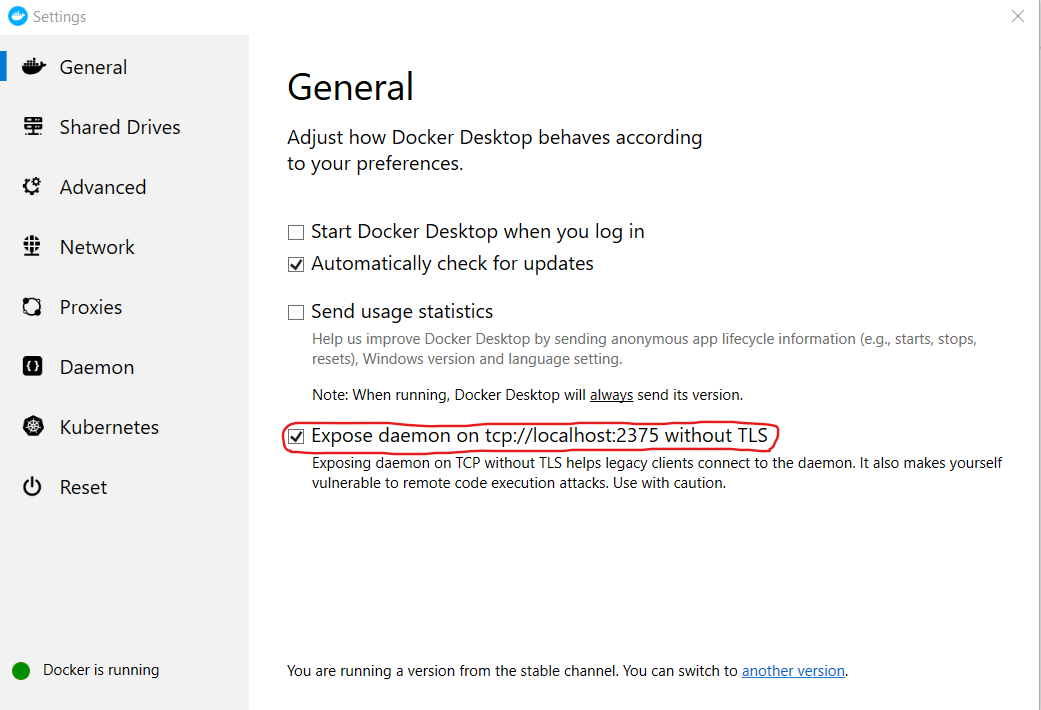 Settings
General
Shared Drives
Advanced
Network
Proxies
Daemon
Kubernetes
Reset
Docker is running
General
Adjust how Docker Desktop behaves according
to your preferences.
Start Docker Desktop when you log in
Automatically check for updates
Send usage statistics
Help us improve Docker Desktop by sending anonymous app lifecycle information (e.g., starts, stops,
resets), Windows version and language setting.
Note: When running, Docker Desktop will always send its version.
Expose daemon on tcp://localhost:2375 without TLS
Exposing daemon on TCP without TLS helps legacy clients connect to the daemon. It also makes yourself
vulnerable to remote code execution attacks. Use with caution.
You are running a version from the stable channel. You can switch to another version.